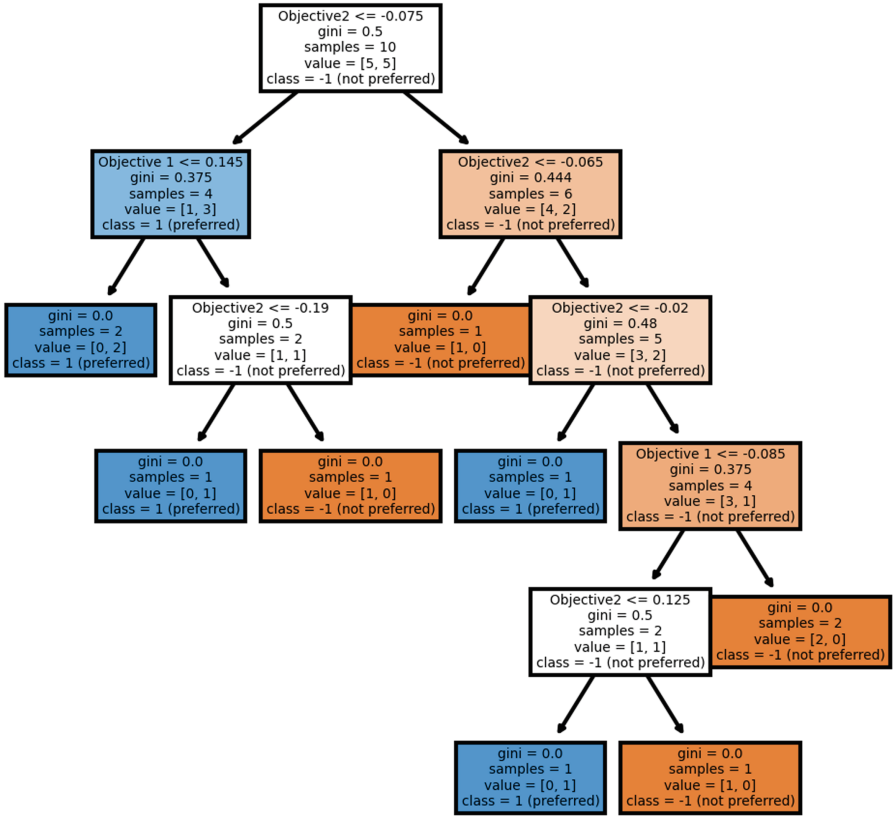 Objective2 <= -0.075
gini = 0.5
samples = 10
value = [5, 5]
class = -1 (not preferred)
Objective 1 <= 0.145
gini = 0.375
samples = 4
value = [1, 3]
class = 1 (preferred)
Objective2 <= -0.065
gini = 0.444
samples = 6
value = [4, 2]
class = -1 (not preferred)
gini = 0.0
samples = 2
value = [0, 2]
class = 1 (preferred)
Objective2 <= -0.19
gini = 0.5
samples = 2
value = [1, 1]
class = -1 (not preferred)
gini = 0.0
samples = 1
value = [1, 0]
class = -1 (not preferred)
Objective2 <= -0.02
gini = 0.48
samples = 5
value = [3, 2]
class = -1 (not preferred)
gini = 0.0
samples = 1
value = [0, 1]
class = 1 (preferred)
gini = 0.0
samples = 1
value = [1, 0]
class = -1 (not preferred)
gini = 0.0
samples = 1
value = [0, 1]
class = 1 (preferred)
Objective 1 <= -0.085
gini = 0.375
samples = 4
value = [3, 1]
class = -1 (not preferred)
Objective2 <= 0.125
gini = 0.5
samples = 2
value = [1, 1]
class = -1 (not preferred)
gini = 0.0
samples = 2
value = [2, 0]
class = -1 (not preferred)
gini = 0.0
samples = 1
value = [0, 1]
class = 1 (preferred)
gini = 0.0
samples = 1
value = [1, 0]
class = -1 (not preferred)